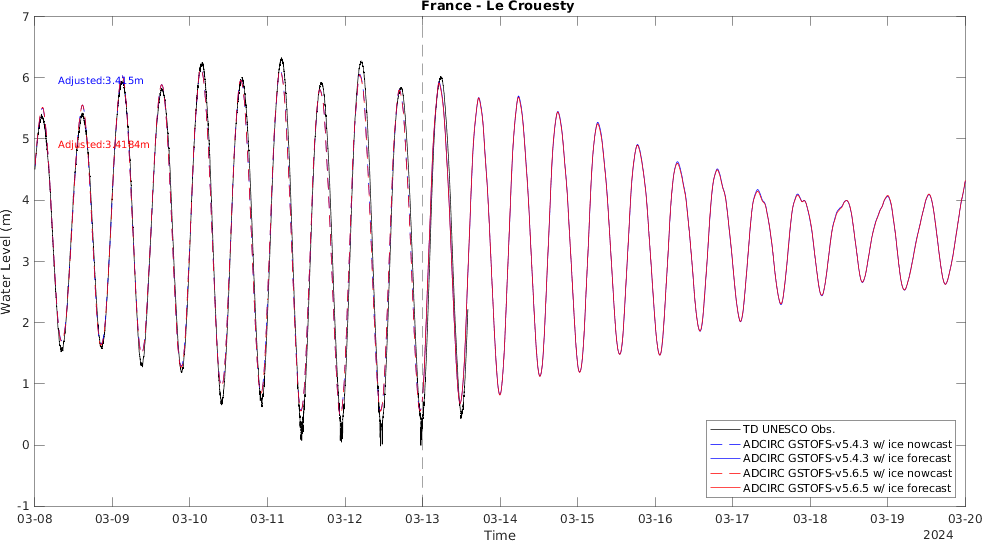 France - Le Crouesty
7
6
5
4
3
2
1
0
-1
Water Level (m)
Adjusted:3.415m
Adjusted:3.4184m
TD UNESCO Obs.
ADCIRC GSTOFS-v5.4.3 w/ ice nowcast
ADCIRC GSTOFS-v5.4.3 w/ ice forecast
ADCIRC GSTOFS-v5.6.5 w/ ice nowcast
ADCIRC GSTOFS-v5.6.5 w/ ice forecast
03-08 03-09 03-10 03-11 03-12 03-13 03-14 03-15 03-16 03-17 03-18 03-19 03-20
Time
2024